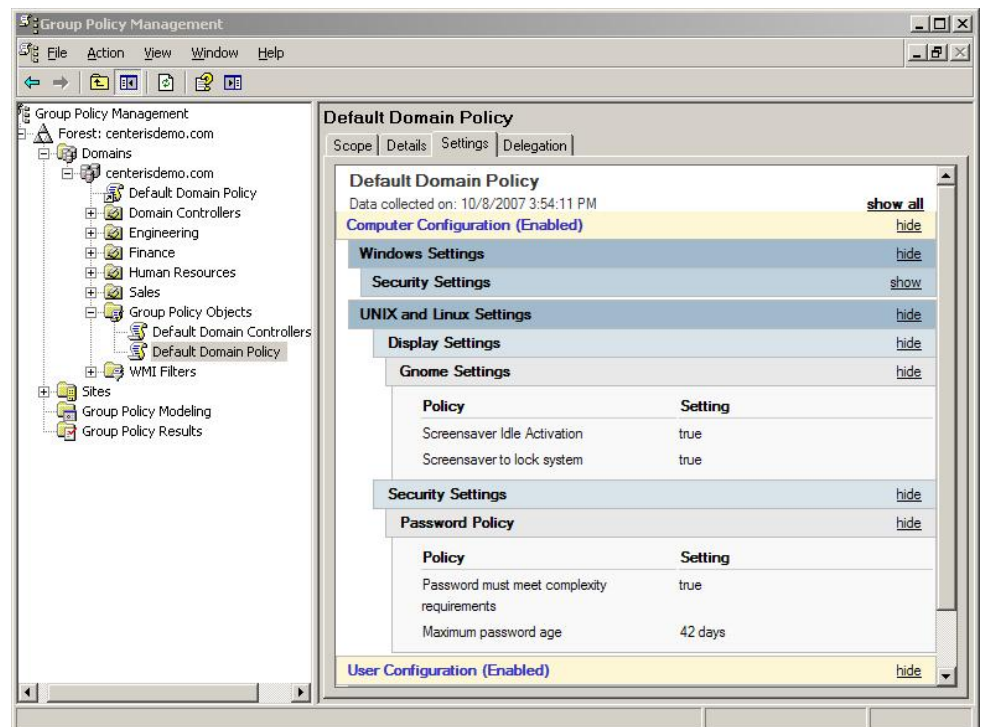 Group Policy Management
File Action View Window Help
Group Policy Management
Forest: centerisdemo.com
Domains
centerisdemo.com
Default Domain Policy
Domain Controllers
Engineering
Finance
Human Resources
Sales
Group Policy Objects
Default Domain Controllers
Default Domain Policy
WMI Filters
Sites
Group Policy Modeling
Group Policy Results
Default Domain Policy
Scope Details Settings Delegation
Default Domain Policy
Data collected on: 10/8/2007 3:54:11 PM show all
Computer Configuration (Enabled) hide
Windows Settings hide
Security Settings show
UNIX and Linux Settings hide
Display Settings hide
Gnome Settings hide
Policy Setting
Screensaver Idle Activation true
Screensaver to lock system true
Security Settings hide
Password Policy hide
Policy Setting
Password must meet complexity true
requirements
Maximum password age 42 days
User Configuration (Enabled) hide